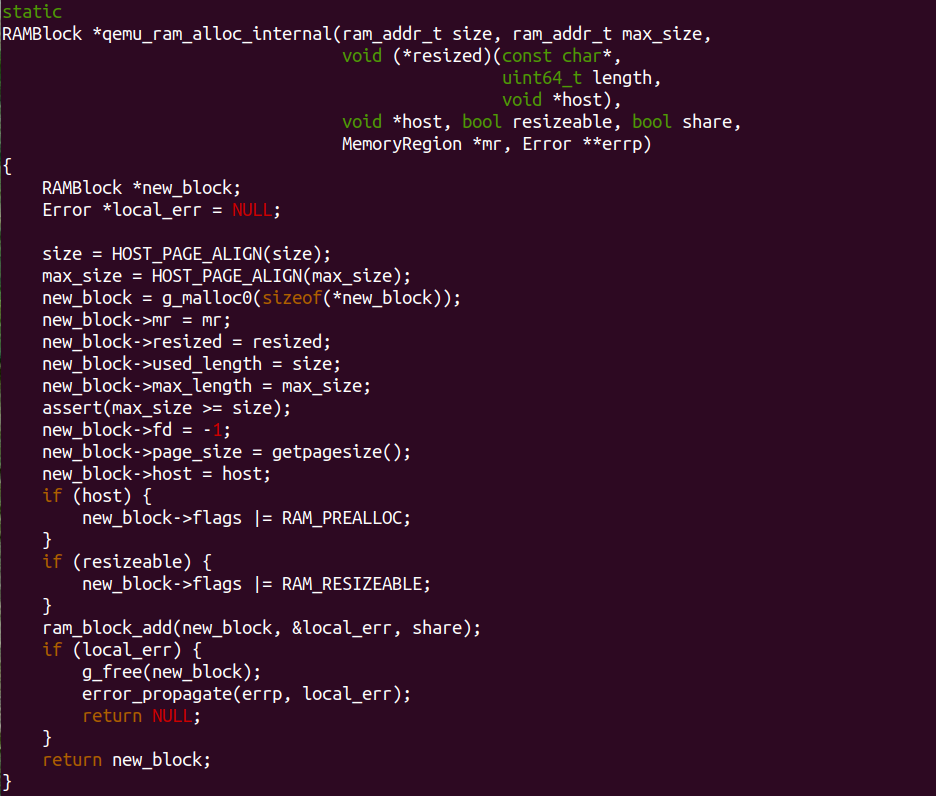 static
RAMBlock *qemu_ram_alloc_internal(ram_addr_t size, ram_addr_t max_size,
                                  void (*resized)(const char*,
                                                  uint64_t length,
                                                  void *host),
                                  void *host, bool resizeable, bool share,
                                  MemoryRegion *mr, Error **errp)
{
    RAMBlock *new_block;
    Error *local_err = NULL;

    size = HOST_PAGE_ALIGN(size);
    max_size = HOST_PAGE_ALIGN(max_size);
    new_block = g_malloc0(sizeof(*new_block));
    new_block->mr = mr;
    new_block->resized = resized;
    new_block->used_length = size;
    new_block->max_length = max_size;
    assert(max_size >= size);
    new_block->fd = -1;
    new_block->page_size = getpagesize();
    new_block->host = host;
    if (host) {
        new_block->flags |= RAM_PREALLOC;
    }
    if (resizeable) {
        new_block->flags |= RAM_RESIZEABLE;
    }
    ram_block_add(new_block, &local_err, share);
    if (local_err) {
        g_free(new_block);
        error_propagate(errp, local_err);
        return NULL;
    }
    return new_block;
}